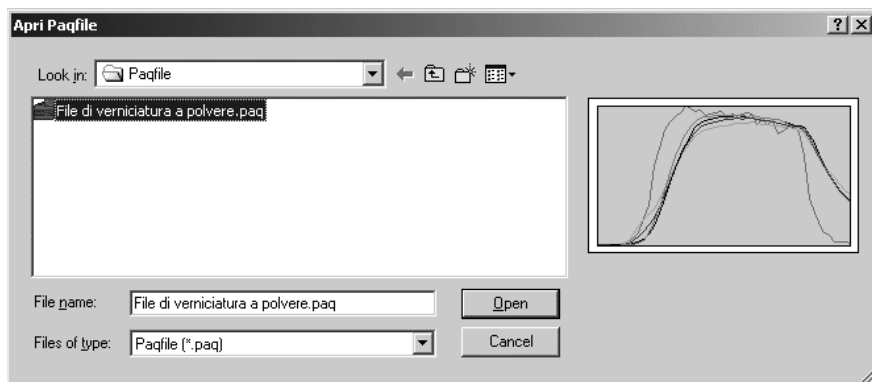 Apri Paqfile
Look in: Paqfile
File di verniciatura a polvere.paq
File name: File di verniciatura a polvere.paq Open
Files of type: Paqfile (*.paq) Cancel